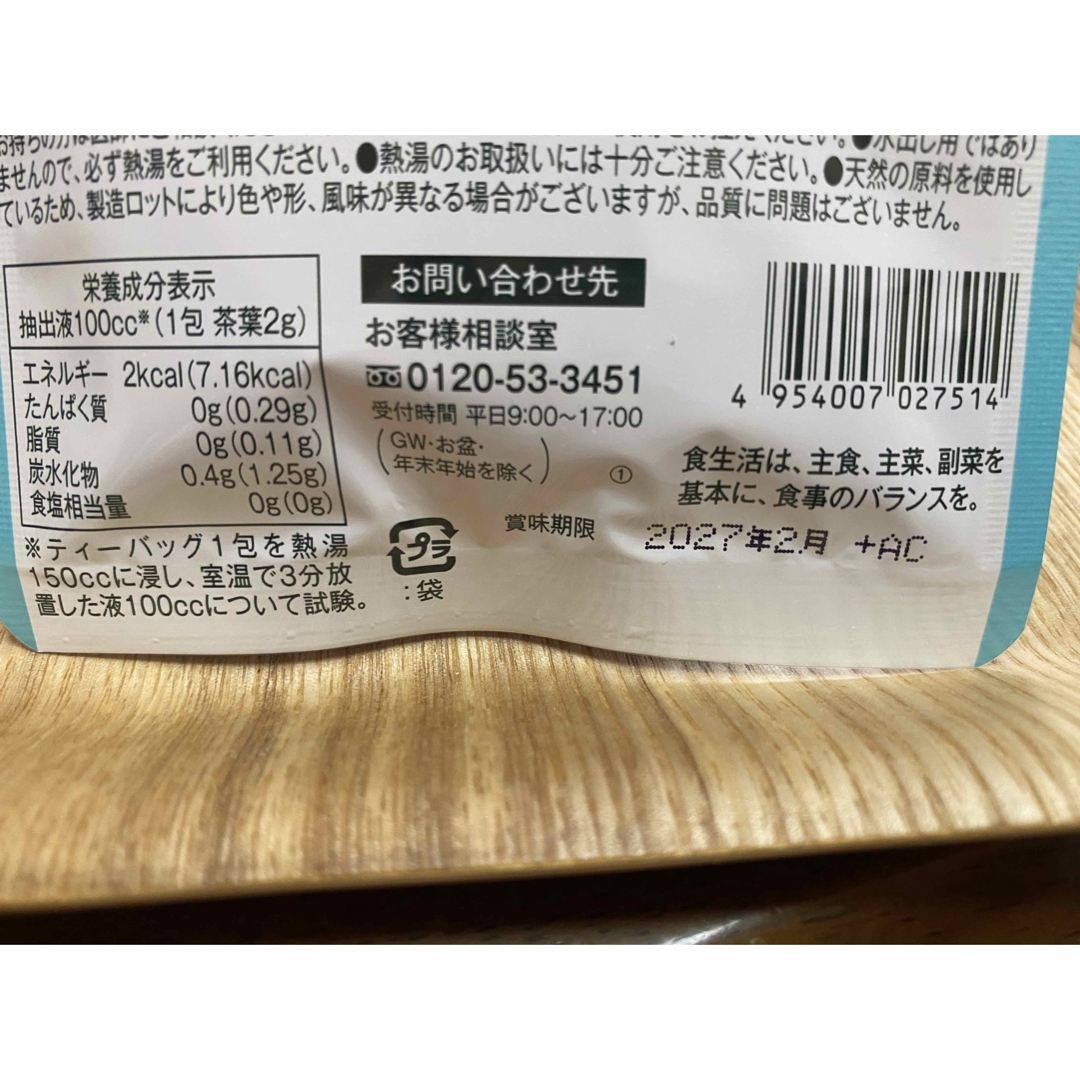 ください。●水出し用ではあり
ませんので、必ず熱湯をご利用ください。●熱湯のお取扱いには十分ご注意ください。●天然の原料を使用し
ているため、製造ロットにより色や形、風味が異なる場合がございますが、品質に問題はございません。
栄養成分表示
抽出液100cc※(1包 茶葉2g)
エネルギー 2kcal(7.16kcal)
たんぱく質 0g(0.29g)
脂質 0g(0.11g)
炭水化物 0.4g(1.25g)
食塩相当量 0g(0g)
※ティーバッグ1包を熱湯
150ccに浸し、室温で3分放
置した液100ccについて試験。
お問い合わせ先
お客様相談室
0120-53-3451
受付時間 平日9:00〜17:00
(GW・お盆・
年末年始を除く)
①
プラ
:袋
4 954007 027514
食生活は、主食、主菜、副菜を
基本に、食事のバランスを。
賞味期限 2027年2月 +AC